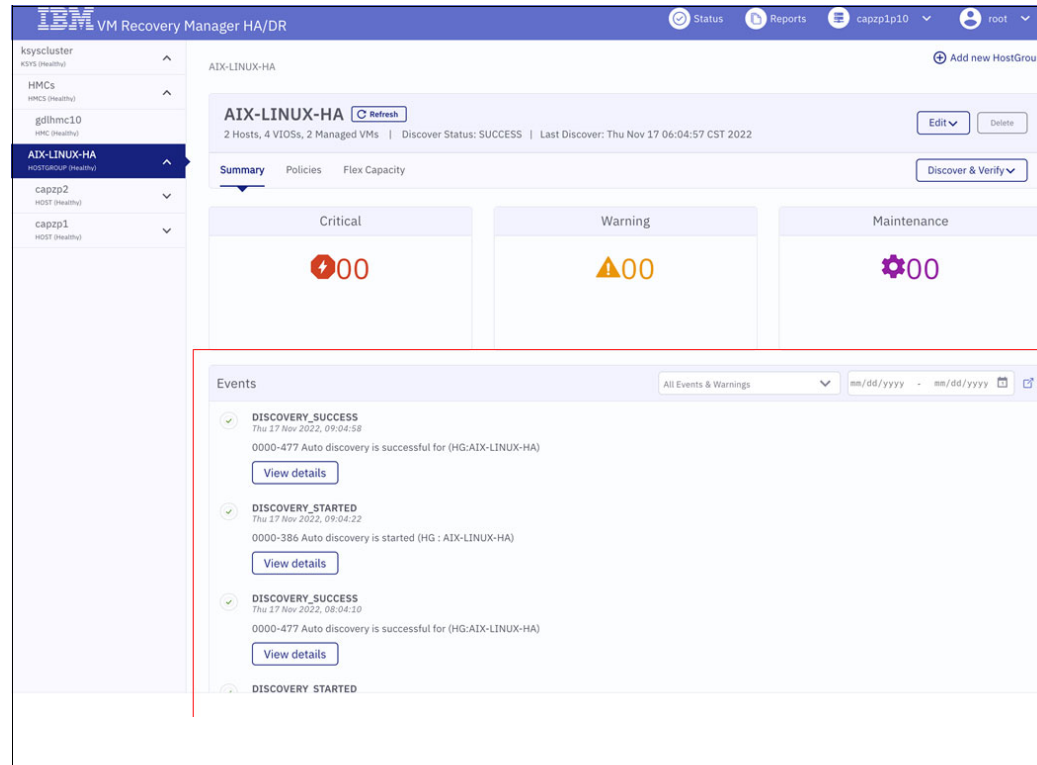 IBM VM Recovery Manager HA/DR
Status
Reports
capzp1p10
root
ksyscluster
KSYS (Healthy)
HMCs
HMCS (Healthy)
gdlhmc10
HMC (Healthy)
AIX-LINUX-HA
HOSTGROUP (Healthy)
capzp2
HOST (Healthy)
capzp1
HOST (Healthy)
AIX-LINUX-HA
Add new HostGrou
AIX-LINUX-HA Refresh
2 Hosts, 4 VIOSs, 2 Managed VMs | Discover Status: SUCCESS | Last Discover: Thu Nov 17 06:04:57 CST 2022
Edit
Delete
Summary Policies Flex Capacity
Discover & Verify
Critical
00
Warning
00
Maintenance
00
Events
All Events & Warnings
mm/dd/yyyy - mm/dd/yyyy
DISCOVERY_SUCCESS
Thu 17 Nov 2022, 09:04:58
0000-477 Auto discovery is successful for (HG:AIX-LINUX-HA)
View details
DISCOVERY_STARTED
Thu 17 Nov 2022, 09:04:22
0000-386 Auto discovery is started (HG : AIX-LINUX-HA)
View details
DISCOVERY_SUCCESS
Thu 17 Nov 2022, 08:04:10
0000-477 Auto discovery is successful for (HG:AIX-LINUX-HA)
View details
DISCOVERY_STARTED